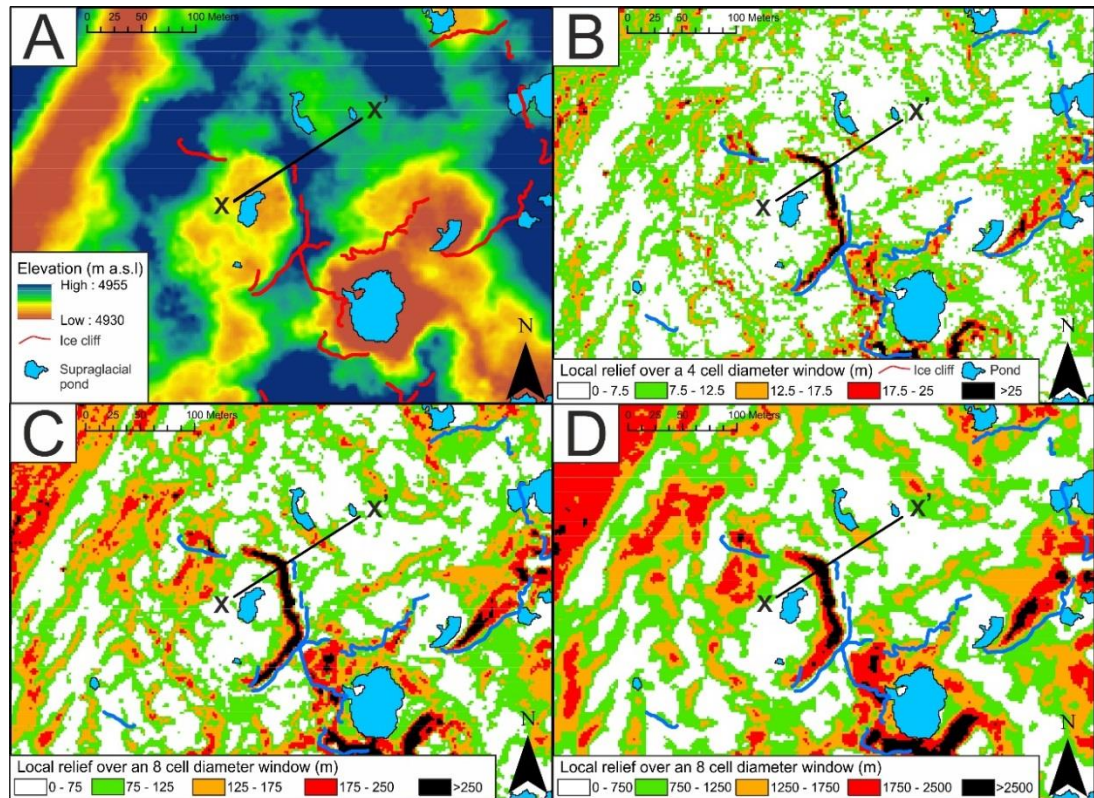 A
0 25 50 100 Meters
X
X'
Elevation (m a.s.l)
High : 4955
Low : 4930
Ice cliff
Supraglacial
pond
N
B
0 25 50 100 Meters
X
X'
N
Local relief over a 4 cell diameter window (m) Ice cliff Pond
0 - 7.5 7.5 - 12.5 12.5 - 17.5 17.5 - 25 >25
C
0 25 50 100 Meters
X
X'
N
Local relief over an 8 cell diameter window (m)
0 - 75 75 - 125 125 - 175 175 - 250 >250
D
0 25 50 100 Meters
X
X'
N
Local relief over an 8 cell diameter window (m)
0 - 750 750 - 1250 1250 - 1750 1750 - 2500 >2500